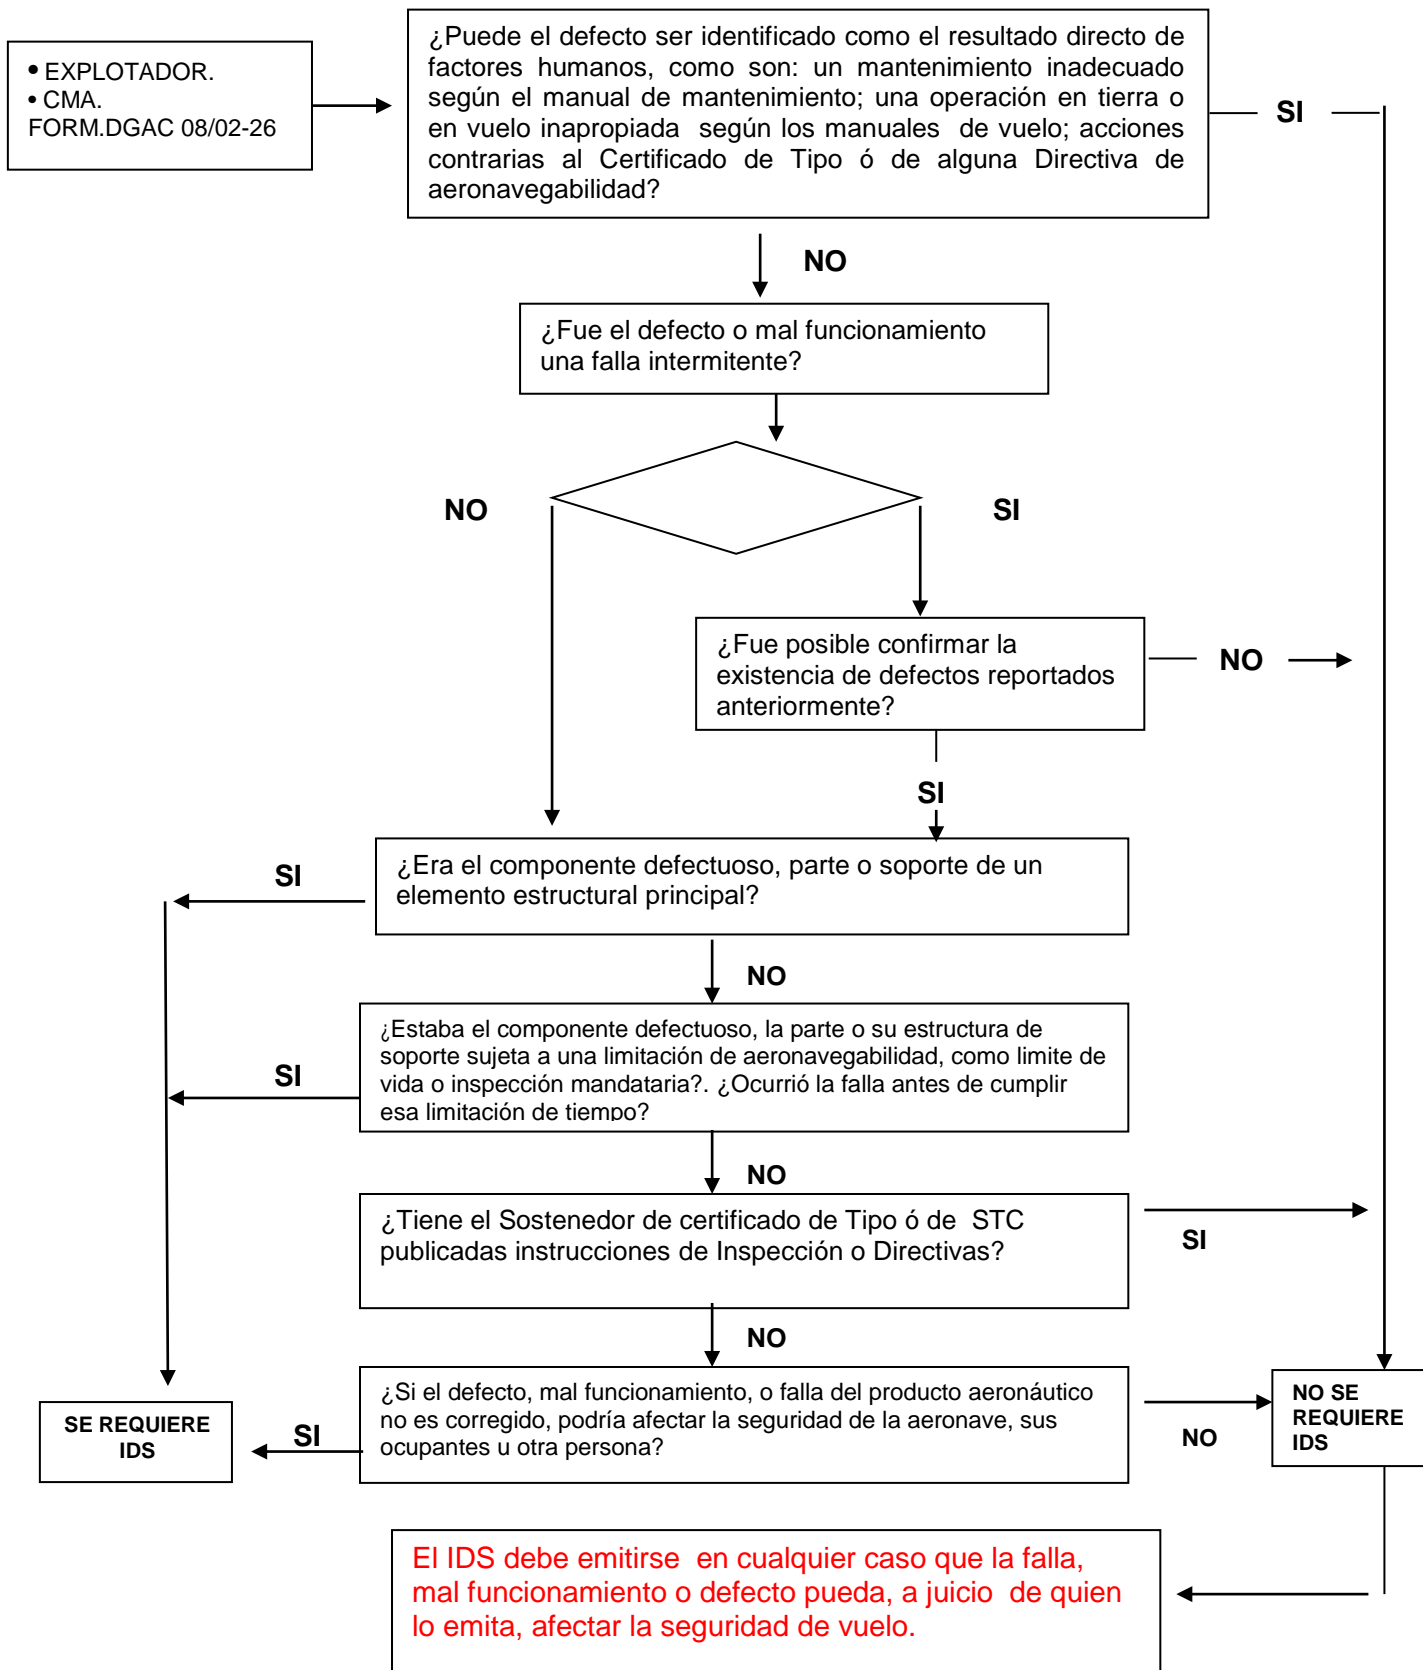 • EXPLOTADOR.
• CMA.
FORM.DGAC 08/02-26
¿Puede el defecto ser identificado como el resultado directo de
factores humanos, como son: un mantenimiento inadecuado
según el manual de mantenimiento; una operación en tierra o
en vuelo inapropiada según los manuales de vuelo; acciones
contrarias al Certificado de Tipo ó de alguna Directiva de
aeronavegabilidad?
SI
NO
¿Fue el defecto o mal funcionamiento
una falla intermitente?
NO
SI
¿Fue posible confirmar la
existencia de defectos reportados
anteriormente?
NO
SI
¿Era el componente defectuoso, parte o soporte de un
elemento estructural principal?
SI
NO
¿Estaba el componente defectuoso, la parte o su estructura de
soporte sujeta a una limitación de aeronavegabilidad, como limite de
vida o inspección mandataria?. ¿Ocurrió la falla antes de cumplir
esa limitación de tiempo?
SI
NO
¿Tiene el Sostenedor de certificado de Tipo ó de STC
publicadas instrucciones de Inspección o Directivas?
SI
NO
¿Si el defecto, mal funcionamiento, o falla del producto aeronáutico
no es corregido, podría afectar la seguridad de la aeronave, sus
ocupantes u otra persona?
SI
NO
SE REQUIERE
IDS
NO SE
REQUIERE
IDS
El IDS debe emitirse en cualquier caso que la falla,
mal funcionamiento o defecto pueda, a juicio de quien
lo emita, afectar la seguridad de vuelo.